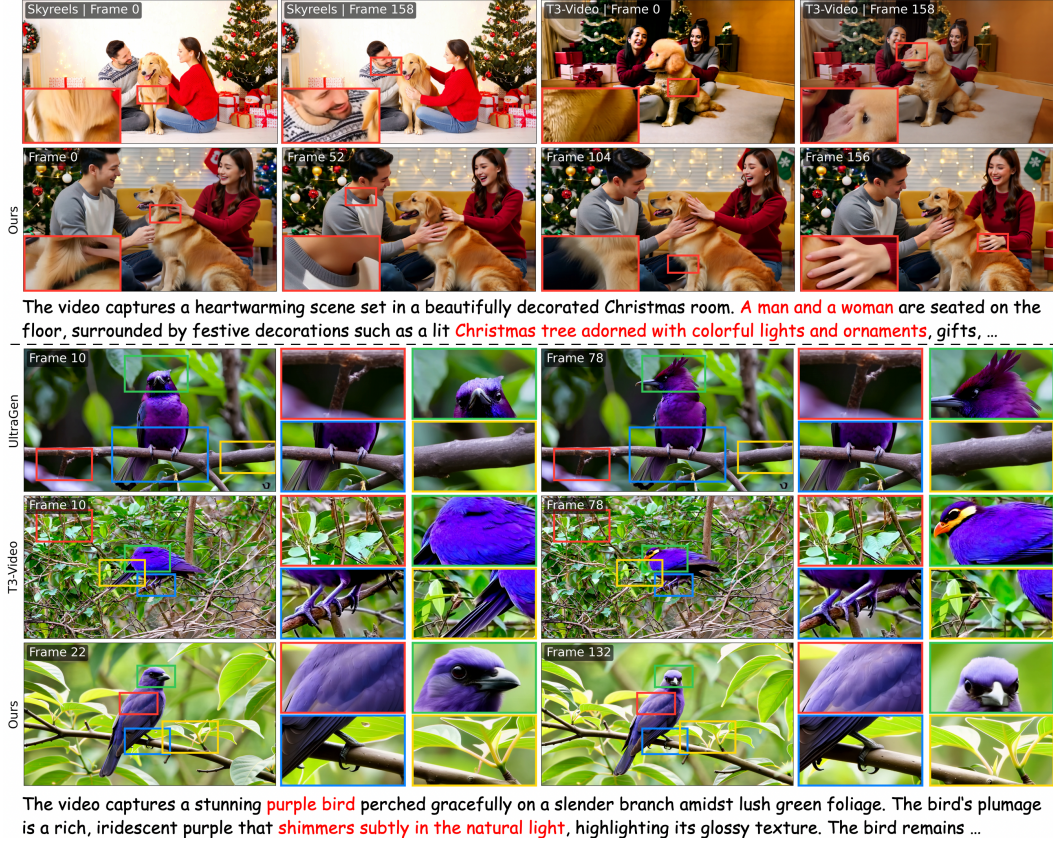 Skyreels | Frame 0
Skyreels | Frame 158
T3-Video | Frame 0
T3-Video | Frame 158
Ours
Frame 0
Frame 52
Frame 104
Frame 156
The video captures a heartwarming scene set in a beautifully decorated Christmas room. A man and a woman are seated on the
floor, surrounded by festive decorations such as a lit Christmas tree adorned with colorful lights and ornaments, gifts, ...
UltraGen
Frame 10
Frame 78
T3-Video
Frame 10
Frame 78
Ours
Frame 22
Frame 132
The video captures a stunning purple bird perched gracefully on a slender branch amidst lush green foliage. The bird's plumage
is a rich, iridescent purple that shimmers subtly in the natural light, highlighting its glossy texture. The bird remains ...